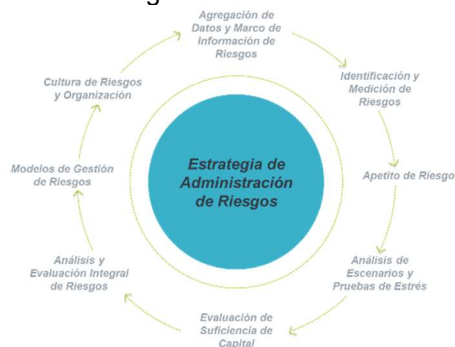 Agregación de
Datos y Marco de
Información de
Riesgos
Identificación y
Medición de
Riesgos
Apetito de Riesgo
Análisis de
Escenarios y
Pruebas de Estrés
Evaluación de
Suficiencia de
Capital
Análisis y
Evaluación Integral
de Riesgos
Modelos de Gestión
de Riesgos
Cultura de Riesgos
y Organización
Estrategia de
Administración
de Riesgos